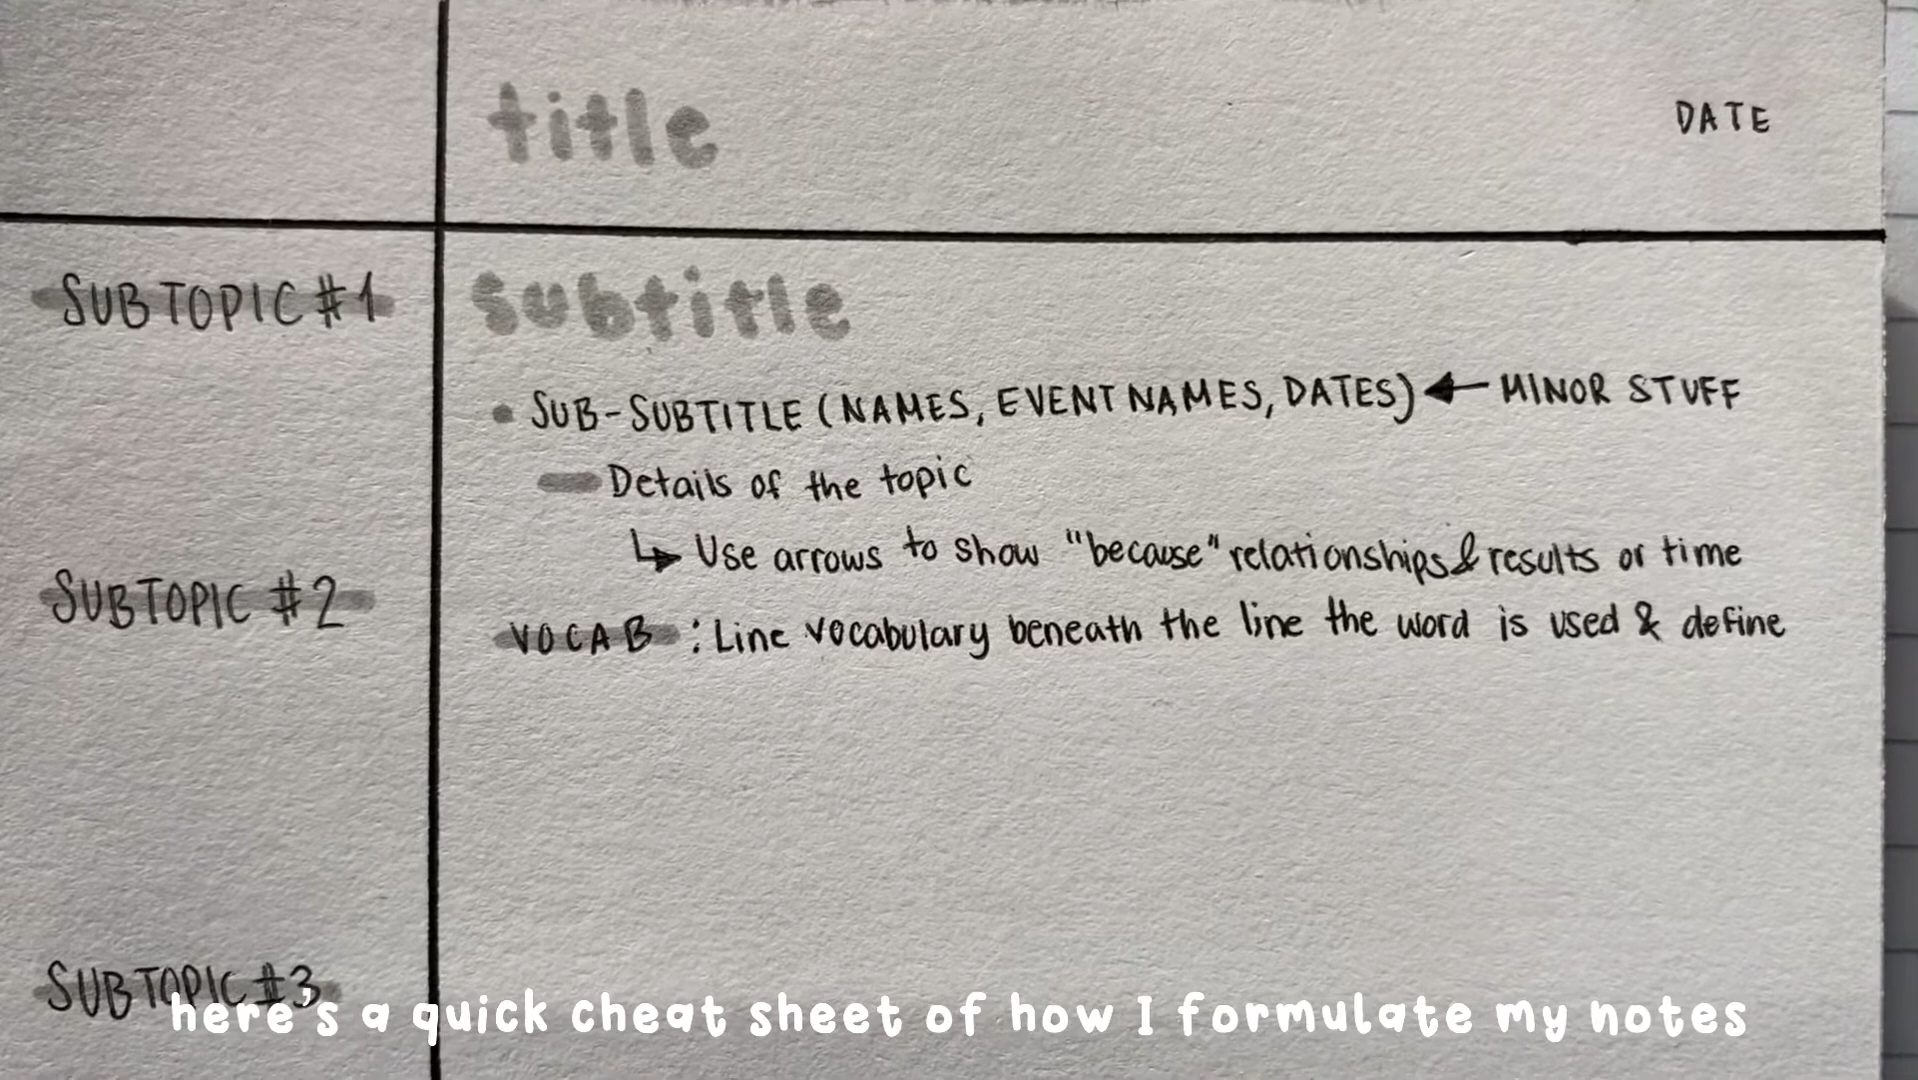 title
DATE
SUBTOPIC #1
subtitle
• SUB-SUBTITLE (NAMES, EVENT NAMES, DATES) ← MINOR STUFF
— Details of the topic
↳ Use arrows to show "because" relationships & results or time
SUBTOPIC #2
VOCAB : Line vocabulary beneath the line the word is used & define
SUBTOPIC #3
here's a quick cheat sheet of how I formulate my notes